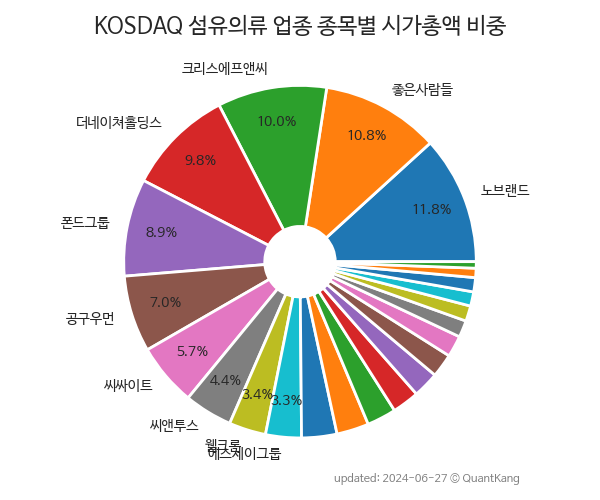 KOSDAQ 섬유의류 업종 종목별 시가총액 비중
크리스에프앤씨
좋은사람들
더네이쳐홀딩스
10.0%
10.8%
9.8%
노브랜드
11.8%
폰드그룹
8.9%
7.0%
공구우먼
5.7%
4.4%
씨싸이트
3.4%
3.3%
씨앤투스
웰크론
에스제이그룹
updated: 2024-06-27 © QuantKang